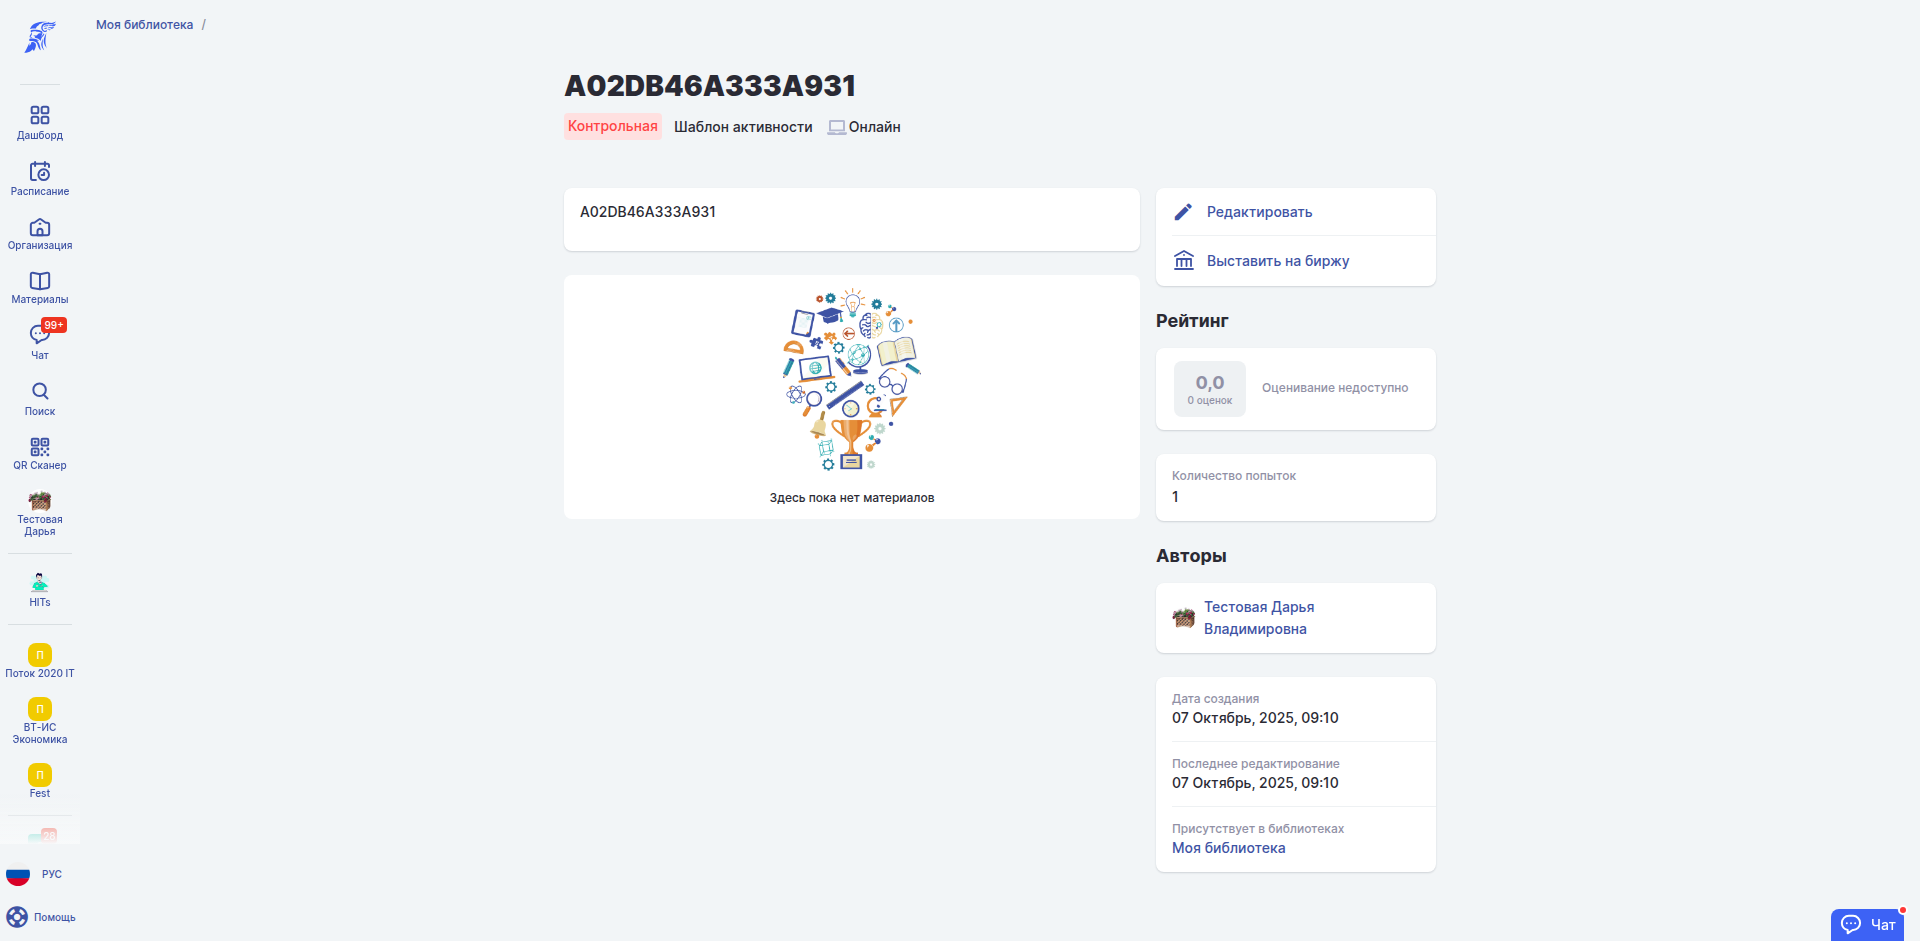 Моя библиотека /
A02DB46A333A931
Контрольная Шаблон активности Онлайн
Дашборд
Расписание
Организация
Материалы
99+
Чат
Поиск
QR Сканер
Тестовая
Дарья
HITs
П
Поток 2020 IT
П
ВТ-ИС
Экономика
П
Fest
28
РУС
Помощь
A02DB46A333A931
Здесь пока нет материалов
Редактировать
Выставить на биржу
Рейтинг
0,0
0 оценок
Оценивание недоступно
Количество попыток
1
Авторы
Тестовая Дарья
Владимировна
Дата создания
07 Октябрь, 2025, 09:10
Последнее редактирование
07 Октябрь, 2025, 09:10
Присутствует в библиотеках
Моя библиотека
Чат